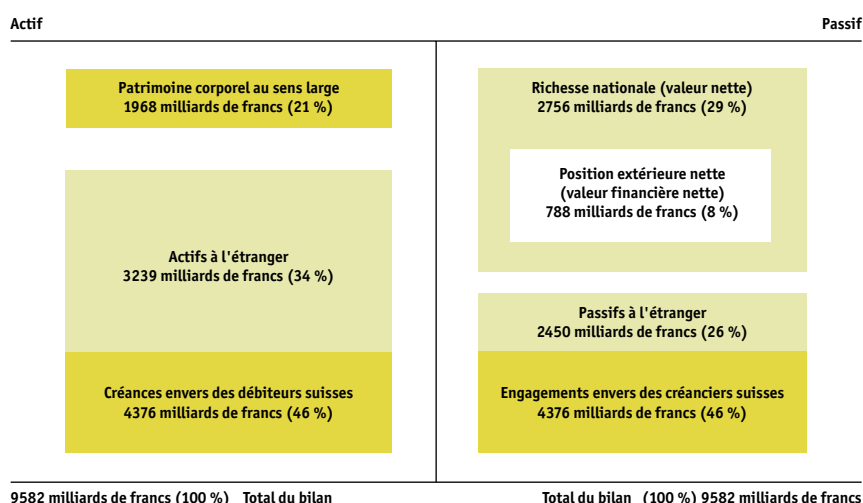 Actif
Passif
Patrimoine corporel au sens large
1968 milliards de francs (21 %)
Actifs à l'étranger
3239 milliards de francs (34 %)
Créances envers des débiteurs suisses
4376 milliards de francs (46 %)
Richesse nationale (valeur nette)
2756 milliards de francs (29 %)
Position extérieure nette
(valeur financière nette)
788 milliards de francs (8 %)
Passifs à l'étranger
2450 milliards de francs (26 %)
Engagements envers des créanciers suisses
4376 milliards de francs (46 %)
9582 milliards de francs (100 %) Total du bilan
Total du bilan (100 %) 9582 milliards de francs